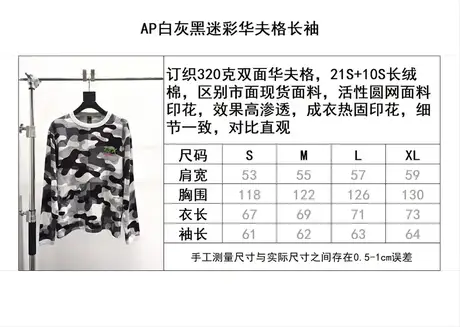 AP白灰黑迷彩华夫格长袖
订织320克双面华夫格，21S+10S长绒
棉，区别市面现货面料，活性圆网面料
印花，效果高渗透，成衣热固印花，细
节一致，对比直观
尺码 S M L XL
肩宽 53 55 57 59
胸围 118 122 126 130
衣长 67 69 71 73
袖长 61 62 63 64
手工测量尺寸与实际尺寸之间存在0.5-1cm误差